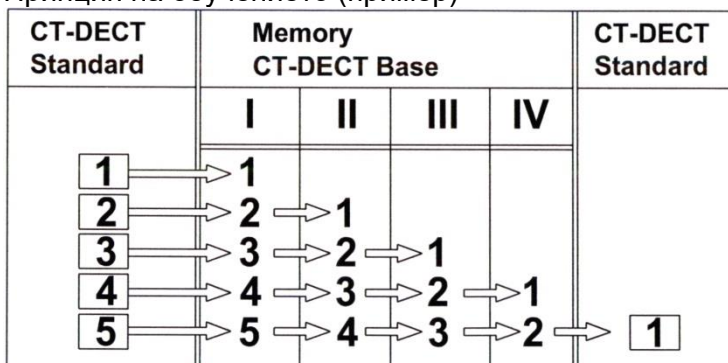 CT-DECT Standard
Memory CT-DECT Base
CT-DECT Standard
I II III IV
1 1
2 2 1
3 3 2 1
4 4 3 2 1
5 5 4 3 2 1